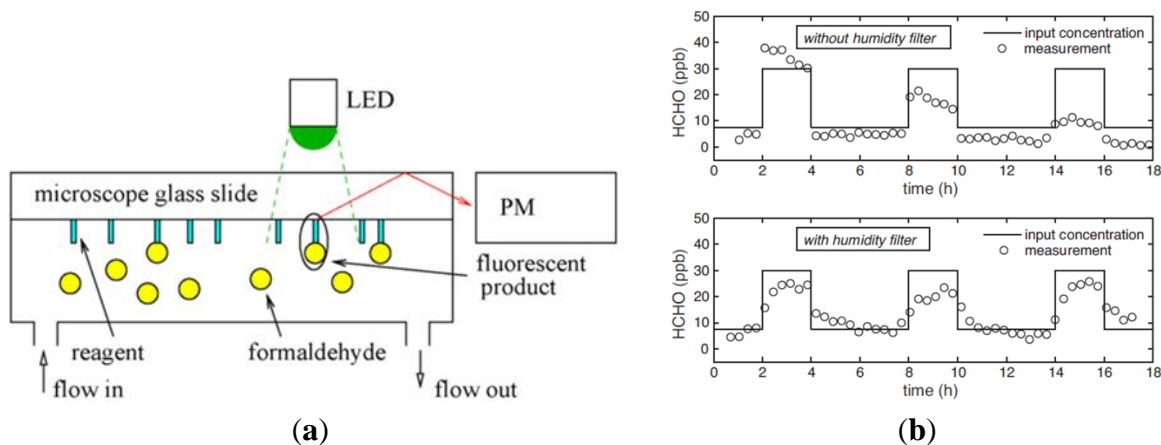 LED
microscope glass slide
PM
fluorescent
product
reagent
formaldehyde
flow in
flow out
(a)
50
40
30
20
10
0
HCHO (ppb)
without humidity filter
input concentration
measurement
0 2 4 6 8 10 12 14 16 18
time (h)
50
40
30
20
10
0
HCHO (ppb)
with humidity filter
input concentration
measurement
0 2 4 6 8 10 12 14 16 18
time (h)
(b)